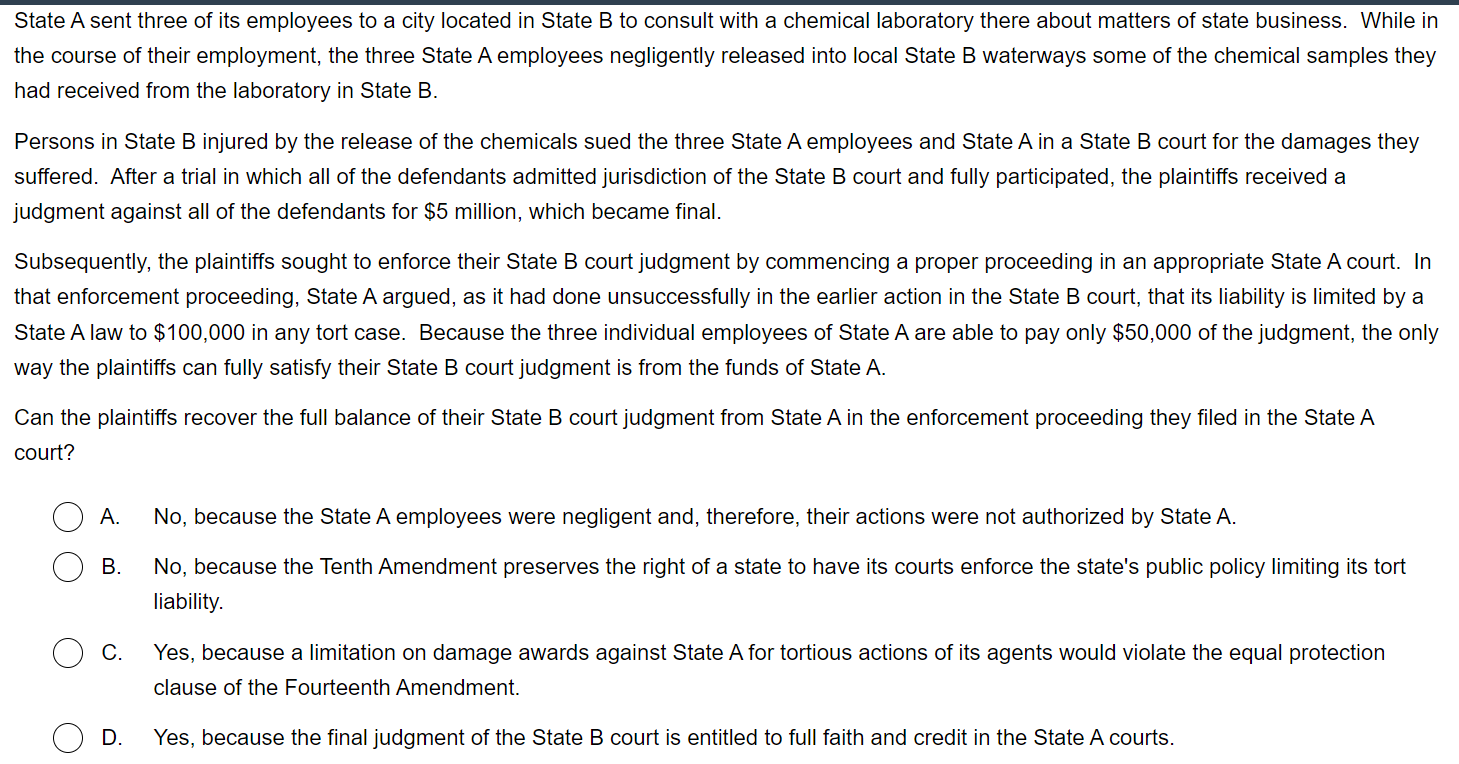 State A sent three of its employees to a city located in State B to consult with a chemical laboratory there about matters of state business.  While in
the course of their employment, the three State A employees negligently released into local State B waterways some of the chemical samples they
had received from the laboratory in State B.
Persons in State B injured by the release of the chemicals sued the three State A employees and State A in a State B court for the damages they
suffered.  After a trial in which all of the defendants admitted jurisdiction of the State B court and fully participated, the plaintiffs received a
judgment against all of the defendants for $5 million, which became final.
Subsequently, the plaintiffs sought to enforce their State B court judgment by commencing a proper proceeding in an appropriate State A court.  In
that enforcement proceeding, State A argued, as it had done unsuccessfully in the earlier action in the State B court, that its liability is limited by a
State A law to $100,000 in any tort case.  Because the three individual employees of State A are able to pay only $50,000 of the judgment, the only
way the plaintiffs can fully satisfy their State B court judgment is from the funds of State A.
Can the plaintiffs recover the full balance of their State B court judgment from State A in the enforcement proceeding they filed in the State A
court?
A. No, because the State A employees were negligent and, therefore, their actions were not authorized by State A.
B. No, because the Tenth Amendment preserves the right of a state to have its courts enforce the state's public policy limiting its tort
liability.
C. Yes, because a limitation on damage awards against State A for tortious actions of its agents would violate the equal protection
clause of the Fourteenth Amendment.
D. Yes, because the final judgment of the State B court is entitled to full faith and credit in the State A courts.